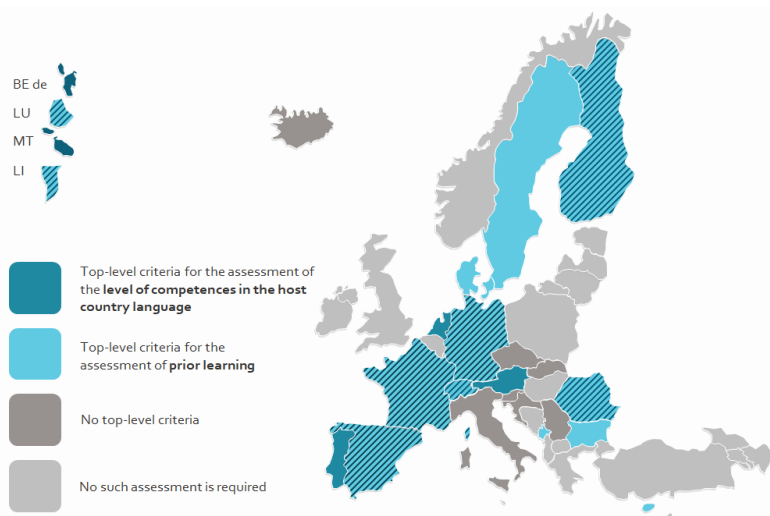 BE de
LU
MT
LI
Top-level criteria for the assessment of
the level of competences in the host
country language
Top-level criteria for the
assessment of prior learning
No top-level criteria
No such assessment is required